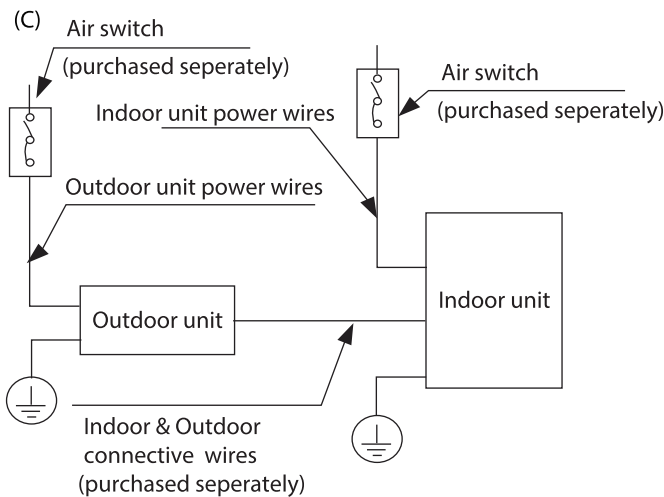 (C)
Air switch
(purchased seperately)
Air switch
(purchased seperately)
Indoor unit power wires
Outdoor unit power wires
Outdoor unit
Indoor unit
Indoor & Outdoor
connective wires
(purchased seperately)